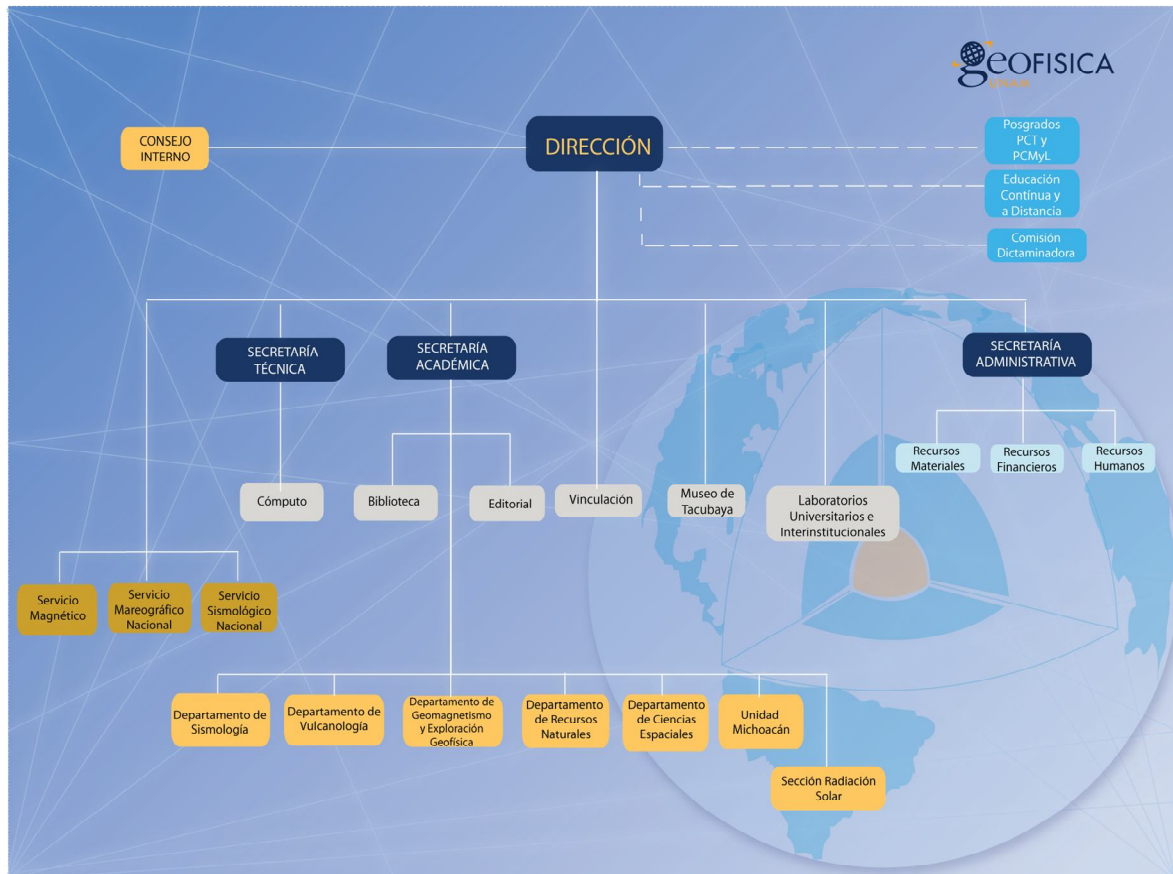 geOFISICA
UNAM
CONSEJO
INTERNO
DIRECCIÓN
Posgrados
PCT y
PCMyL
Educación
Contínua y
a Distancia
Comisión
Dictaminadora
SECRETARÍA
TÉCNICA
SECRETARÍA
ACADÉMICA
SECRETARÍA
ADMINISTRATIVA
Recursos
Materiales
Recursos
Financieros
Recursos
Humanos
Cómputo
Biblioteca
Editorial
Vinculación
Museo de
Tacubaya
Laboratorios
Universitarios e
Interinstitucionales
Servicio
Magnético
Servicio
Mareográfico
Nacional
Servicio
Sismológico
Nacional
Departamento de
Sismología
Departamento de
Vulcanología
Departamento de
Geomagnetismo
y Exploración
Geofísica
Departamento
de Recursos
Naturales
Departamento
de Ciencias
Espaciales
Unidad
Michoacán
Sección Radiación
Solar